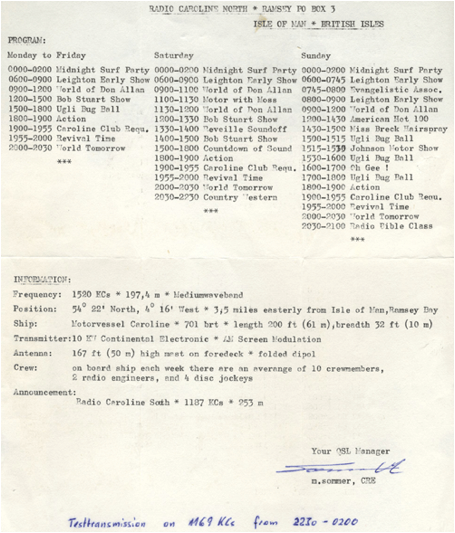 RADIO CAROLINE NORTH * RAMSEY PO BOX 3
ISLE OF MAN * BRITISH ISLES
PROGRAM:
Monday to Friday
0000-0200 Midnight Surf Party
0600-0900 Leighton Early Show
0900-1200 World of Don Allan
1200-1500 Bob Stuart Show
1500-1800 Ugli Bug Ball
1800-1900 Action
1900-1955 Caroline Club Requ.
1955-2000 Revival Time
2000-2030 World Tomorrow
***
Saturday
0000-0200 Midnight Surf Party
0600-0900 Leighton Early Show
0900-1100 World of Don Allan
1100-1130 Motor with Mess
1130-1200 World of Don Allan
1200-1330 Bob Stuart Show
1330-1400 Reveille Soundoff
1400-1500 Bob Stuart Show
1500-1800 Countdown of Sound
1800-1900 Action
1900-1955 Caroline Club Requ.
1955-2000 Revival Time
2000-2030 World Tomorrow
2030-2230 Country Western
***
Sunday
0000-0200 Midnight Surf Party
0600-0745 Leighton Early Show
0745-0800 Evangelistic Assoc.
0800-0900 Leighton Early Show
0900-1200 World of Don Allan
1200-1430 American Hot 100
1430-1500 Miss Breck Hairspray
1500-1515 Ugli Bug Ball
1515-1530 Johnson Motor Show
1530-1600 Ugli Bug Ball
1600-1700 Oh Gee !
1700-1800 Ugli Bug Ball
1800-1900 Action
1900-1955 Caroline Club Requ.
1955-2000 Revival Time
2000-2030 World Tomorrow
2030-2100 Radio Bible Class
***
INFORMATION:
Frequency: 1520 KCs * 197,4 m * Mediumwaveband
Position: 54° 22' North, 4° 16' West * 3,5 miles easterly from Isle of Man,Ramsey Bay
Ship: Motorvessel Caroline * 701 brt * length 200 ft (61 m),breadth 32 ft (10 m)
Transmitter:10 KW Continental Electronic * AM Screen Modulation
Antenna: 167 ft (50 m) high mast on foredeck * folded dipol
Crew: on board ship each week there are an average of 10 crewmembers,
2 radio engineers, and 4 disc jockeys
Announcement:
Radio Caroline South * 1187 KCs * 253 m
Your QSL Manager
m.sommer, CRE
Testtransmission on 1169 KCs from 2230-0200